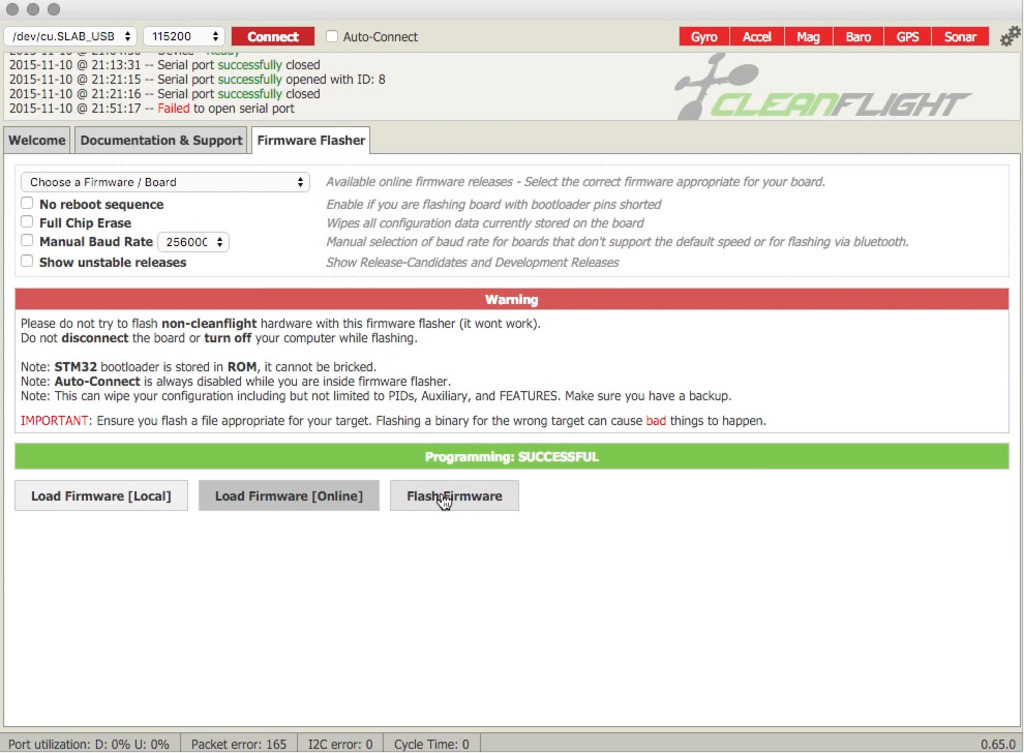 /dev/cu.SLAB_USB 115200 Connect Auto-Connect Gyro Accel Mag Baro GPS Sonar
2015-11-10 @ 21:13:31 -- Serial port successfully closed
2015-11-10 @ 21:21:15 -- Serial port successfully opened with ID: 8
2015-11-10 @ 21:21:16 -- Serial port successfully closed
2015-11-10 @ 21:51:17 -- Failed to open serial port
CLEANFLIGHT
Welcome Documentation & Support Firmware Flasher
Choose a Firmware / Board Available online firmware releases - Select the correct firmware appropriate for your board.
No reboot sequence Enable if you are flashing board with bootloader pins shorted
Full Chip Erase Wipes all configuration data currently stored on the board
Manual Baud Rate 256000 Manual selection of baud rate for boards that don't support the default speed or for flashing via bluetooth.
Show unstable releases Show Release-Candidates and Development Releases
Warning
Please do not try to flash non-cleanflight hardware with this firmware flasher (it wont work).
Do not disconnect the board or turn off your computer while flashing.
Note: STM32 bootloader is stored in ROM, it cannot be bricked.
Note: Auto-Connect is always disabled while you are inside firmware flasher.
Note: This can wipe your configuration including but not limited to PIDs, Auxiliary, and FEATURES. Make sure you have a backup.
IMPORTANT: Ensure you flash a file appropriate for your target. Flashing a binary for the wrong target can cause bad things to happen.
Programming: SUCCESSFUL
Load Firmware [Local] Load Firmware [Online] Flash Firmware
Port utilization: D: 0% U: 0% Packet error: 165 I2C error: 0 Cycle Time: 0 0.65.0